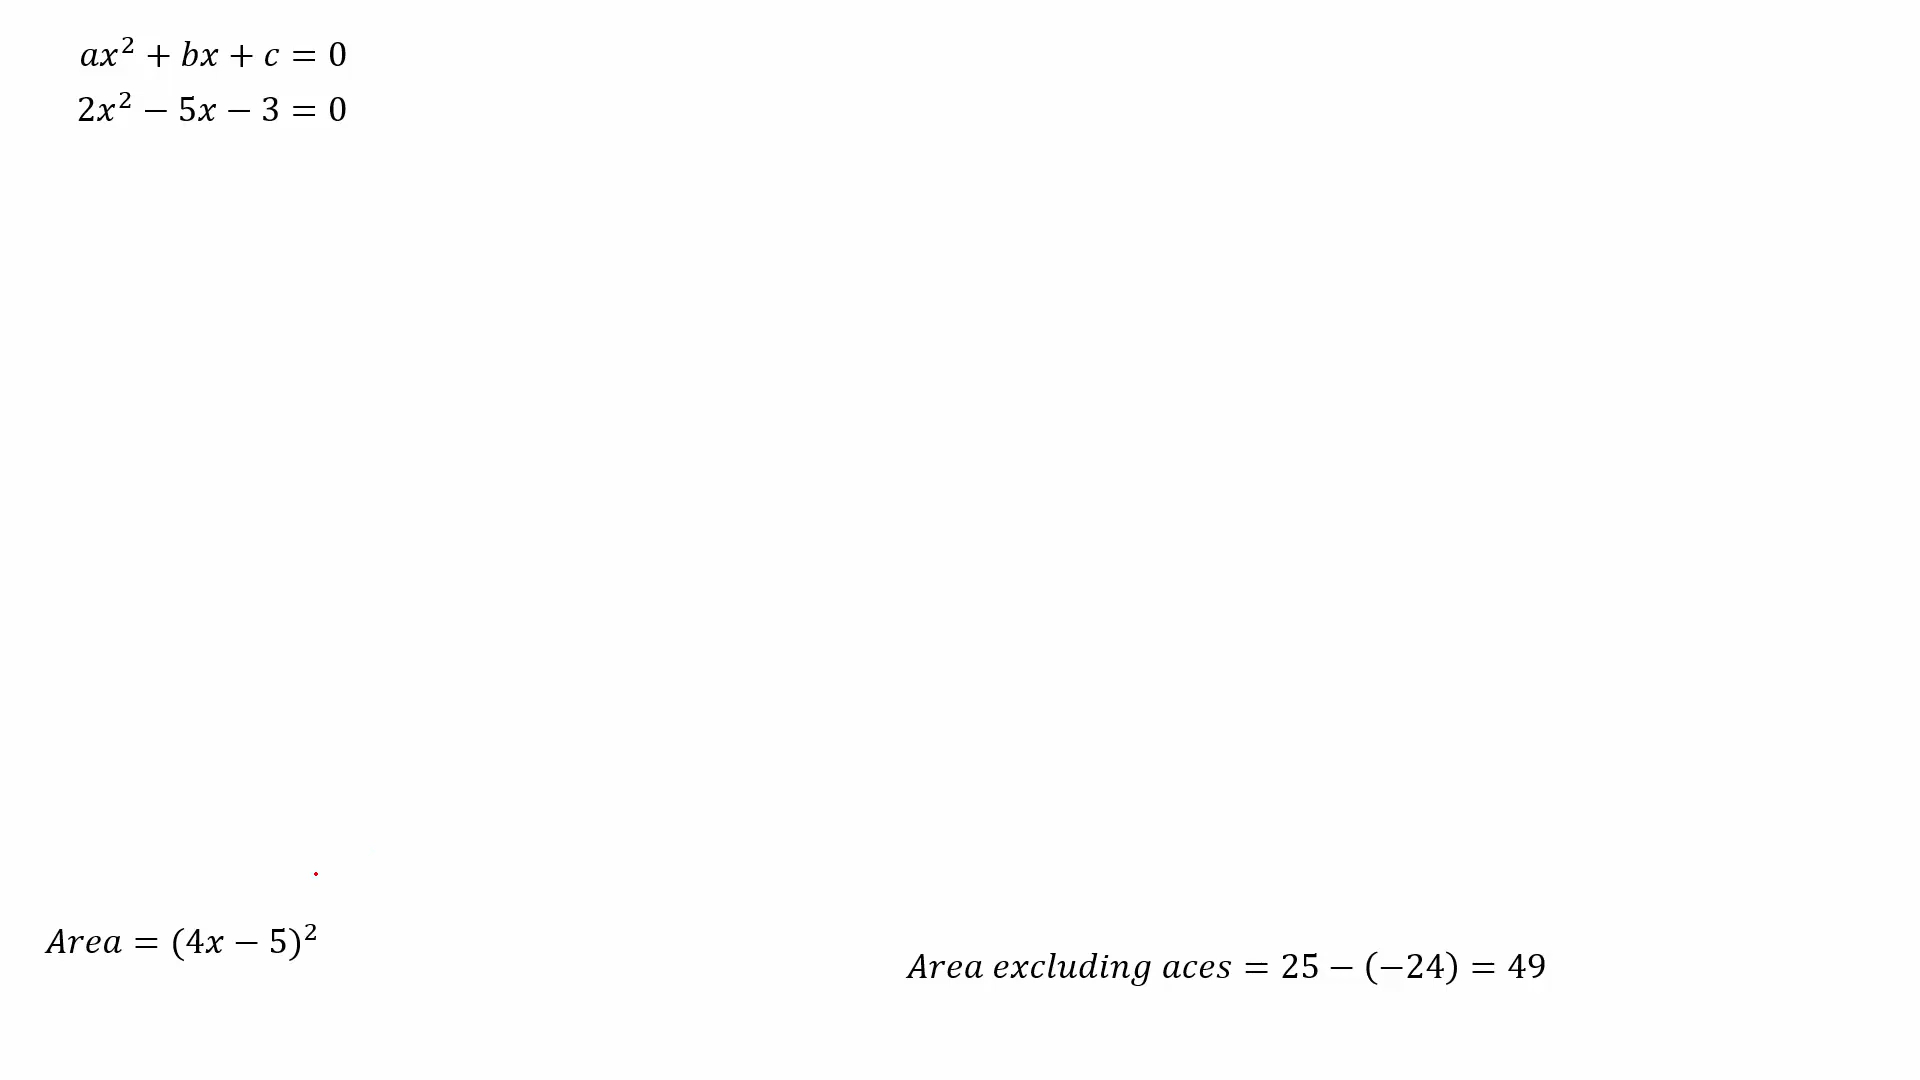 ax² + bx + c = 0
2x² − 5x − 3 = 0
Area = (4x − 5)²
Area excluding aces = 25 − (−24) = 49